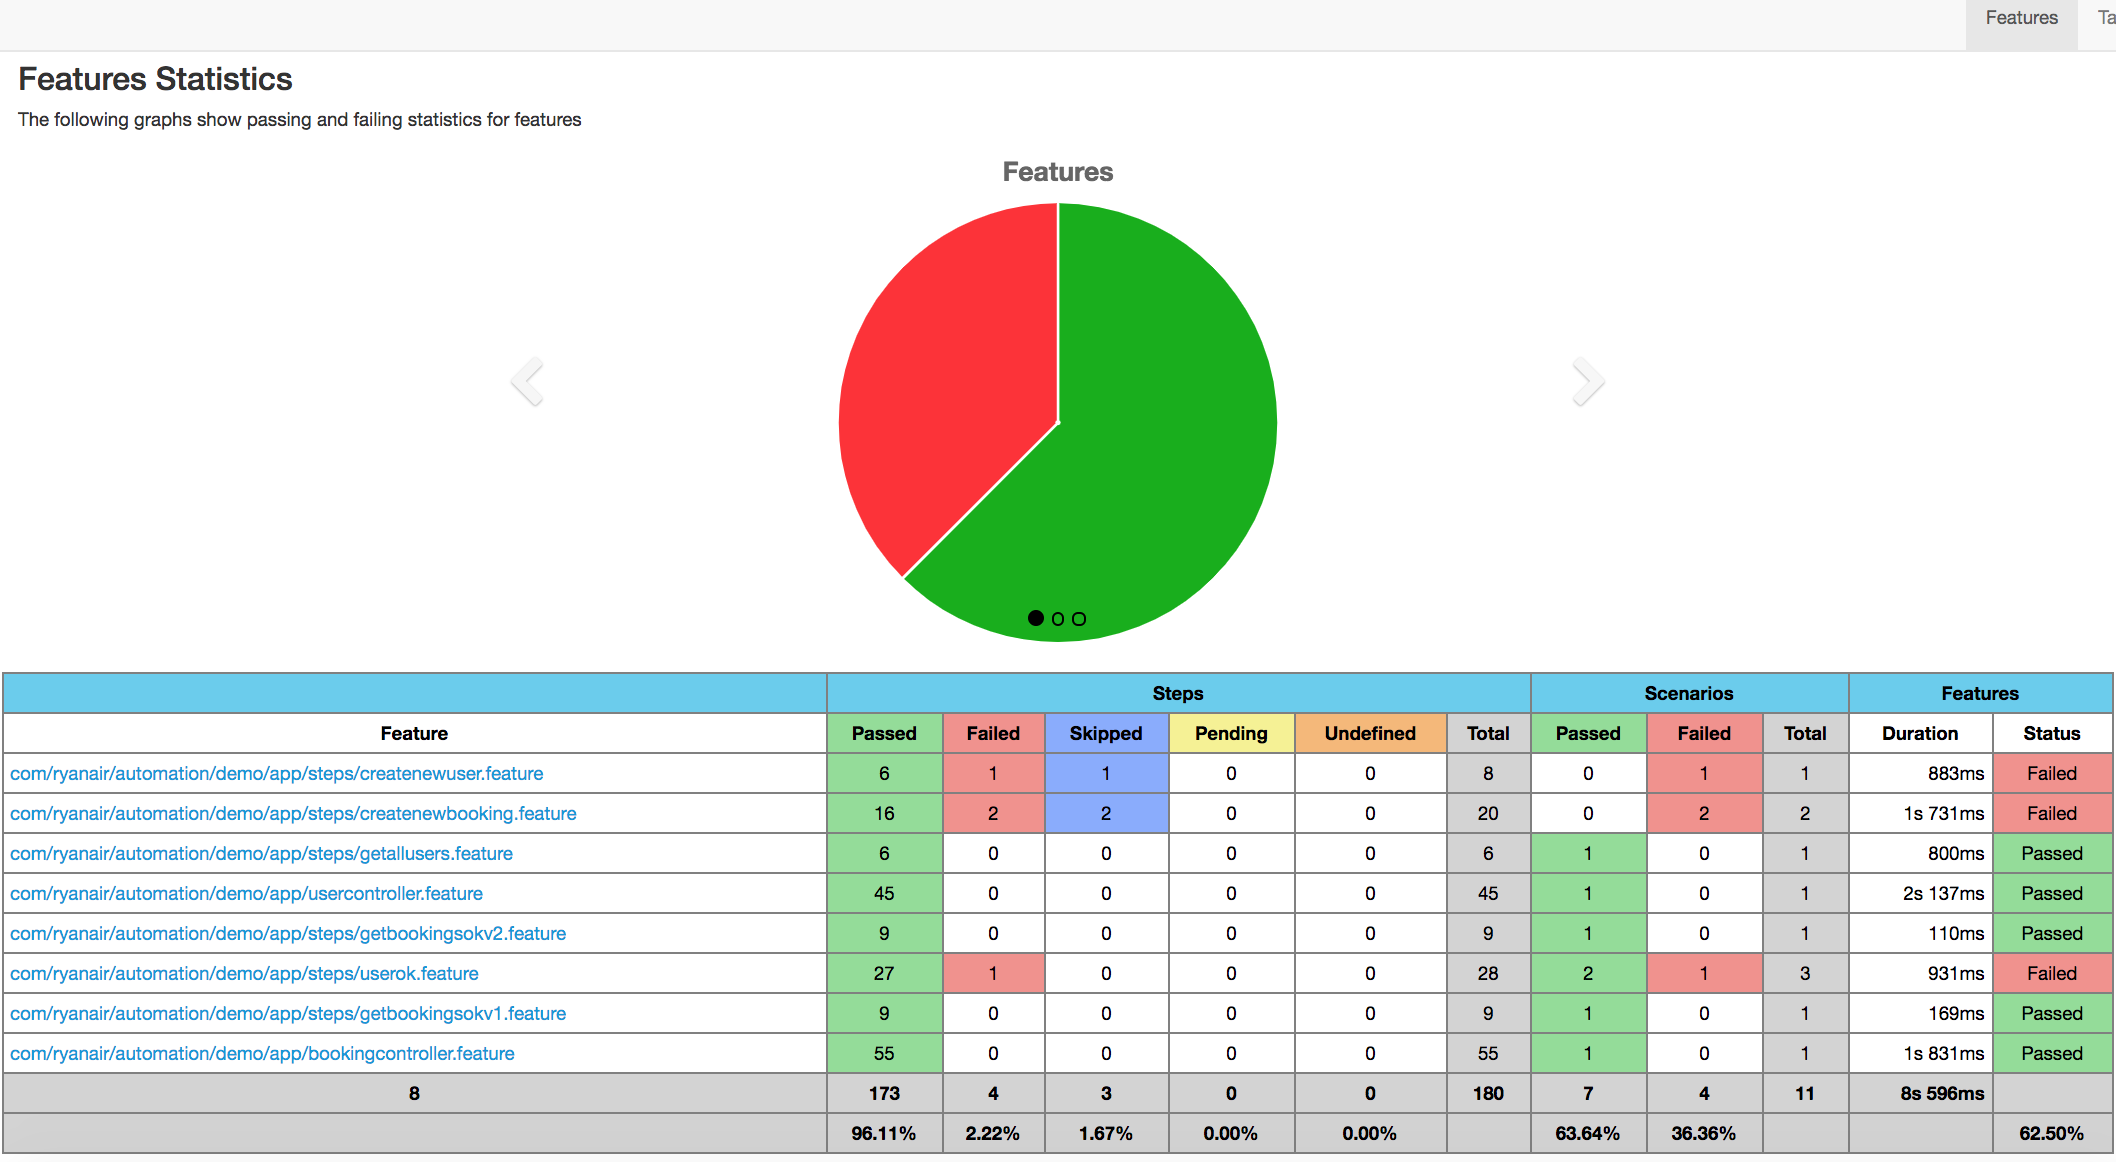 Features Ta
Features Statistics
The following graphs show passing and failing statistics for features
Features
Steps Scenarios Features
Feature Passed Failed Skipped Pending Undefined Total Passed Failed Total Duration Status
com/ryanair/automation/demo/app/steps/createnewuser.feature 6 1 1 0 0 8 0 1 1 883ms Failed
com/ryanair/automation/demo/app/steps/createnewbooking.feature 16 2 2 0 0 20 0 2 2 1s 731ms Failed
com/ryanair/automation/demo/app/steps/getallusers.feature 6 0 0 0 0 6 1 0 1 800ms Passed
com/ryanair/automation/demo/app/usercontroller.feature 45 0 0 0 0 45 1 0 1 2s 137ms Passed
com/ryanair/automation/demo/app/steps/getbookingsokv2.feature 9 0 0 0 0 9 1 0 1 110ms Passed
com/ryanair/automation/demo/app/steps/userok.feature 27 1 0 0 0 28 2 1 3 931ms Failed
com/ryanair/automation/demo/app/steps/getbookingsokv1.feature 9 0 0 0 0 9 1 0 1 169ms Passed
com/ryanair/automation/demo/app/bookingcontroller.feature 55 0 0 0 0 55 1 0 1 1s 831ms Passed
8 173 4 3 0 0 180 7 4 11 8s 596ms
96.11% 2.22% 1.67% 0.00% 0.00% 63.64% 36.36% 62.50%